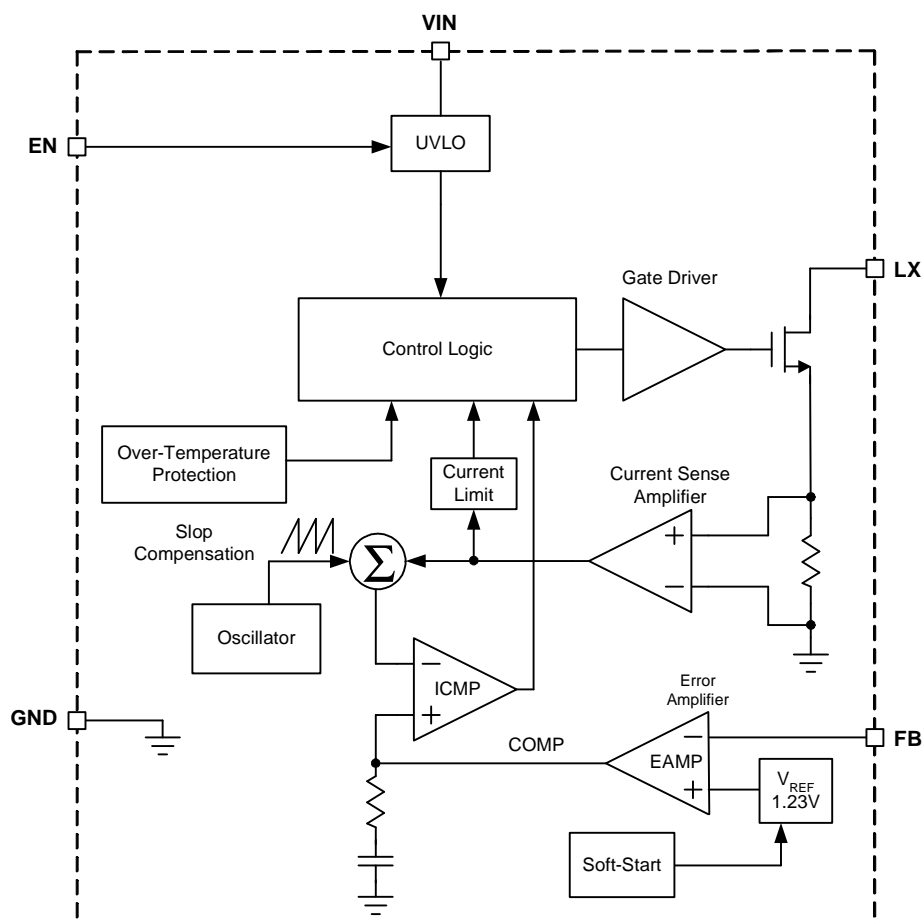 VIN
EN
UVLO
LX
Gate Driver
Control Logic
Over-Temperature
Protection
Current
Limit
Current Sense
Amplifier
+
−
Slop
Compensation
Σ
Oscillator
−
ICMP
+
GND
COMP
Error
Amplifier
−
EAMP
+
FB
VREF
1.23V
Soft-Start